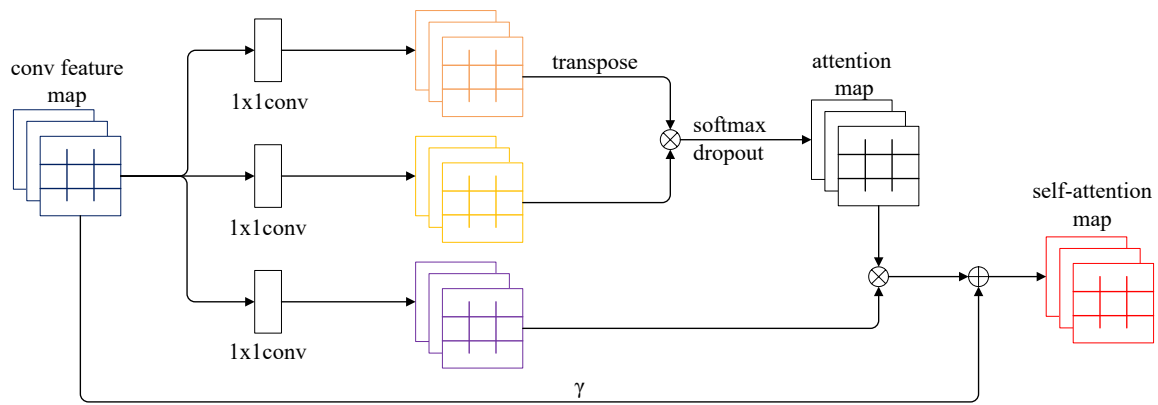 conv feature
map
1x1conv
1x1conv
1x1conv
transpose
softmax
dropout
attention
map
self-attention
map
γ